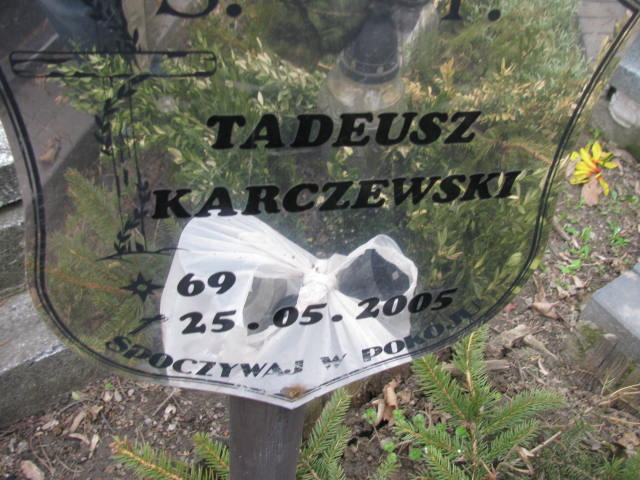 TADEUSZ
KARCZEWSKI
69
25.05.2005
SPOCZYWAJ W POKOJU